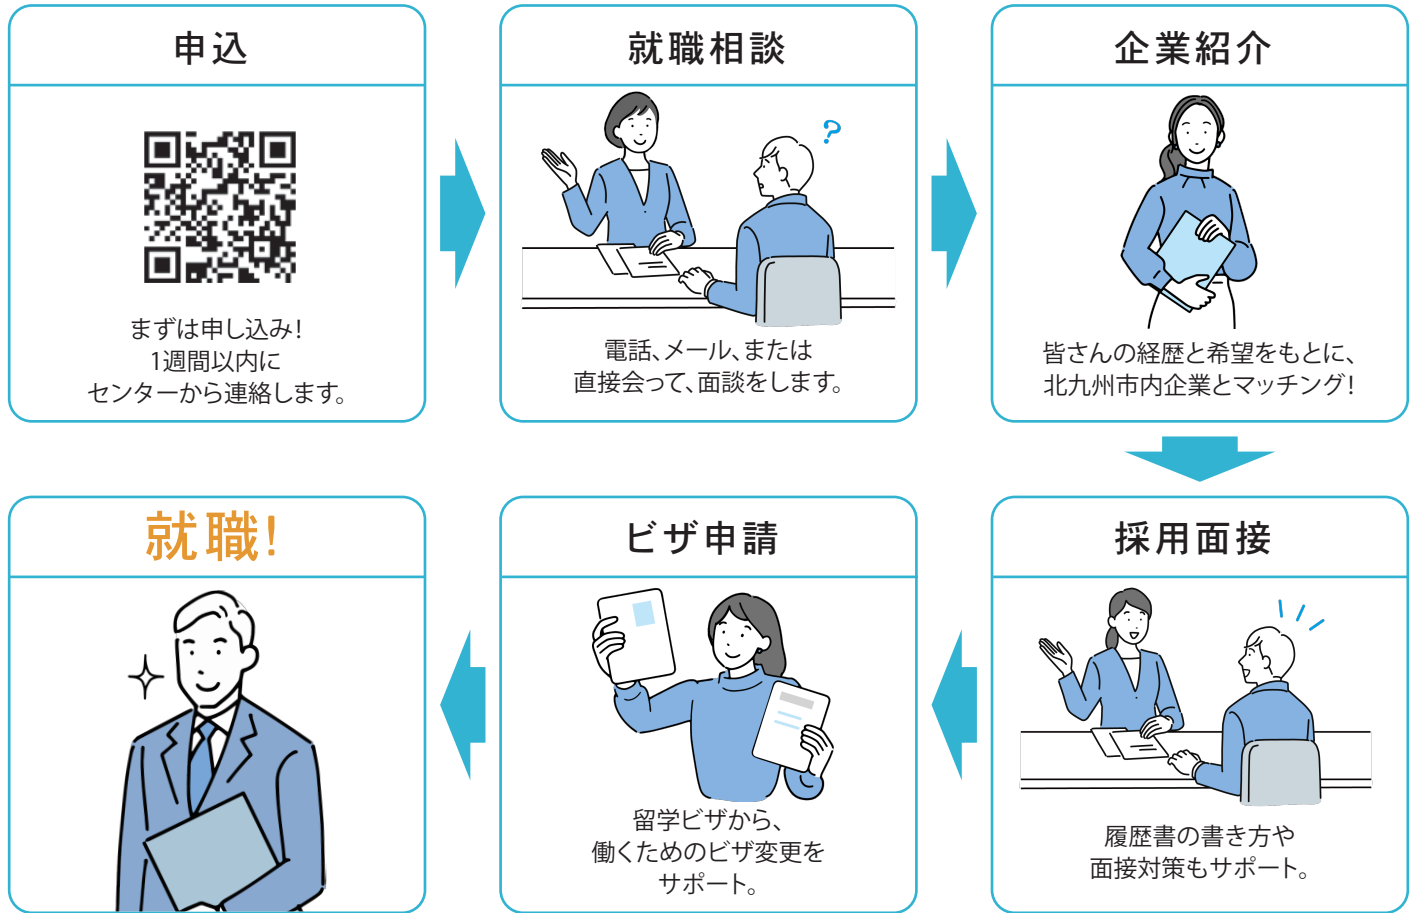 申込
まずは申し込み!
1週間以内に
センターから連絡します。
就職相談
?
電話、メール、または
直接会って、面談をします。
企業紹介
皆さんの経歴と希望をもとに、
北九州市内企業とマッチング!
採用面接
履歴書の書き方や
面接対策もサポート。
ビザ申請
留学ビザから、
働くためのビザ変更を
サポート。
就職!